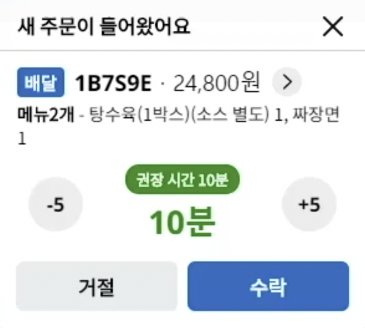 새 주문이 들어왔어요
배달 1B7S9E · 24,800원
메뉴2개 - 탕수육(1박스)(소스 별도) 1, 짜장면
1
권장 시간 10분
-5 10분 +5
거절 수락